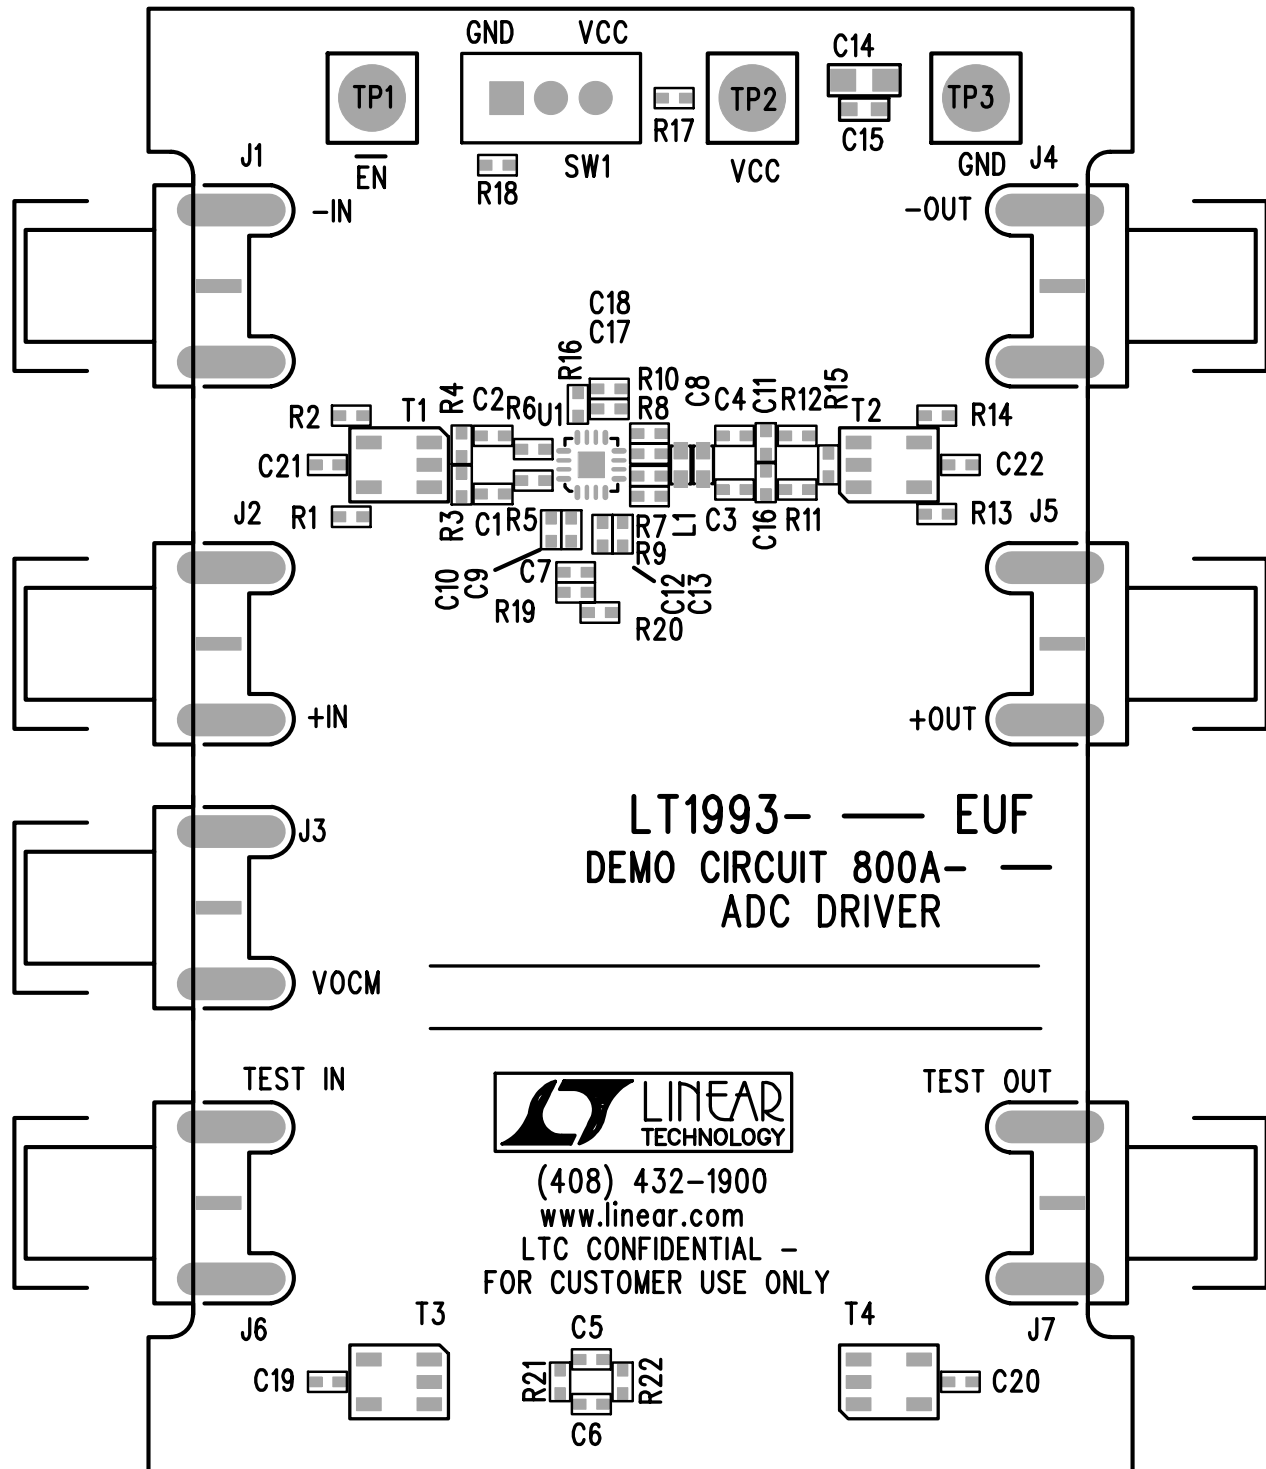 GND VCC
C14
TP1
TP2
TP3
R17
C15
J1
EN
R18
SW1
VCC
GND
J4
-IN
-OUT
C18
C17
R16
R10
R8
R4
C2
R6
U1
C8
C4
C11
R12
R15
R2
T1
T2
R14
C21
C22
J2
R1
R3
C1
R5
R7
R9
L1
C3
C16
R11
R13
J5
C10
C9
C7
C12
C13
R19
R20
+IN
+OUT
J3
LT1993- EUF
DEMO CIRCUIT 800A-
ADC DRIVER
VOCM
TEST IN
TEST OUT
LINEAR
TECHNOLOGY
(408) 432-1900
www.linear.com
LTC CONFIDENTIAL -
FOR CUSTOMER USE ONLY
J6
T3
C5
T4
J7
C19
R21
R22
C20
C6